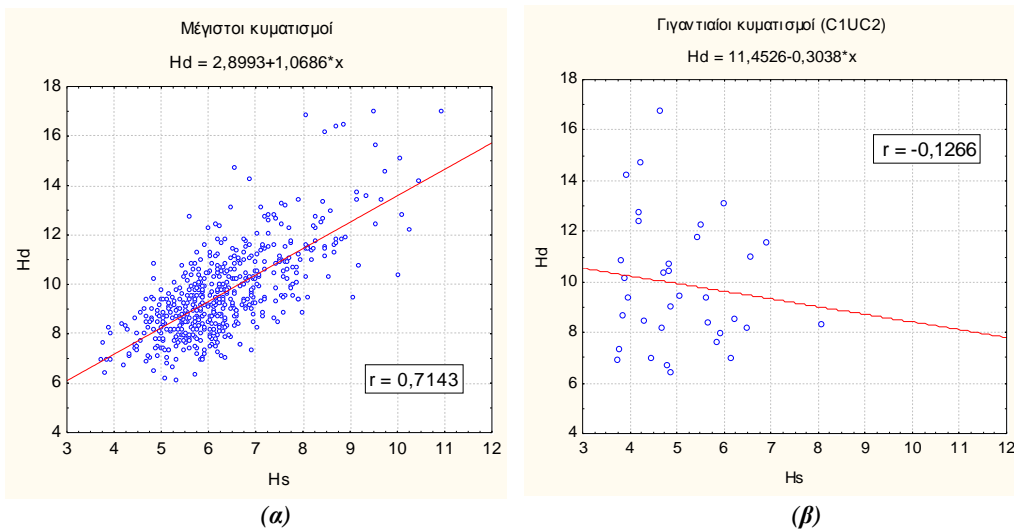 Μέγιστοι κυματισμοί
Hd = 2,8993+1,0686*x
18
16
14
12
10
8
6
4
Hd
r = 0,7143
3 4 5 6 7 8 9 10 11 12
Hs
(α)
Γιγαντιαίοι κυματισμοί (C1UC2)
Hd = 11,4526-0,3038*x
18
16
14
12
10
8
6
4
Hd
r = -0,1266
3 4 5 6 7 8 9 10 11 12
Hs
(β)